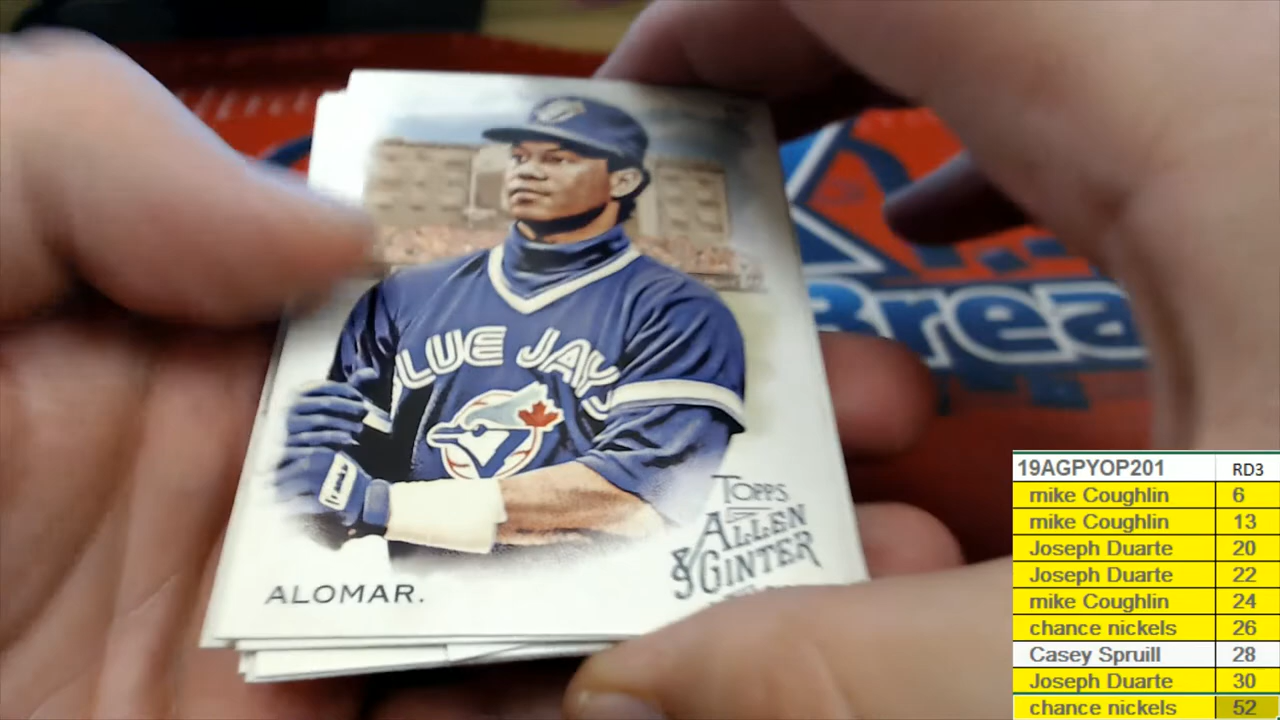 BLUE JAYS
TOPPS
ALLEN
& GINTER
ALOMAR.
Brea
19AGPYOP201 RD3
mike Coughlin 6
mike Coughlin 13
Joseph Duarte 20
Joseph Duarte 22
mike Coughlin 24
chance nickels 26
Casey Spruill 28
Joseph Duarte 30
chance nickels 52